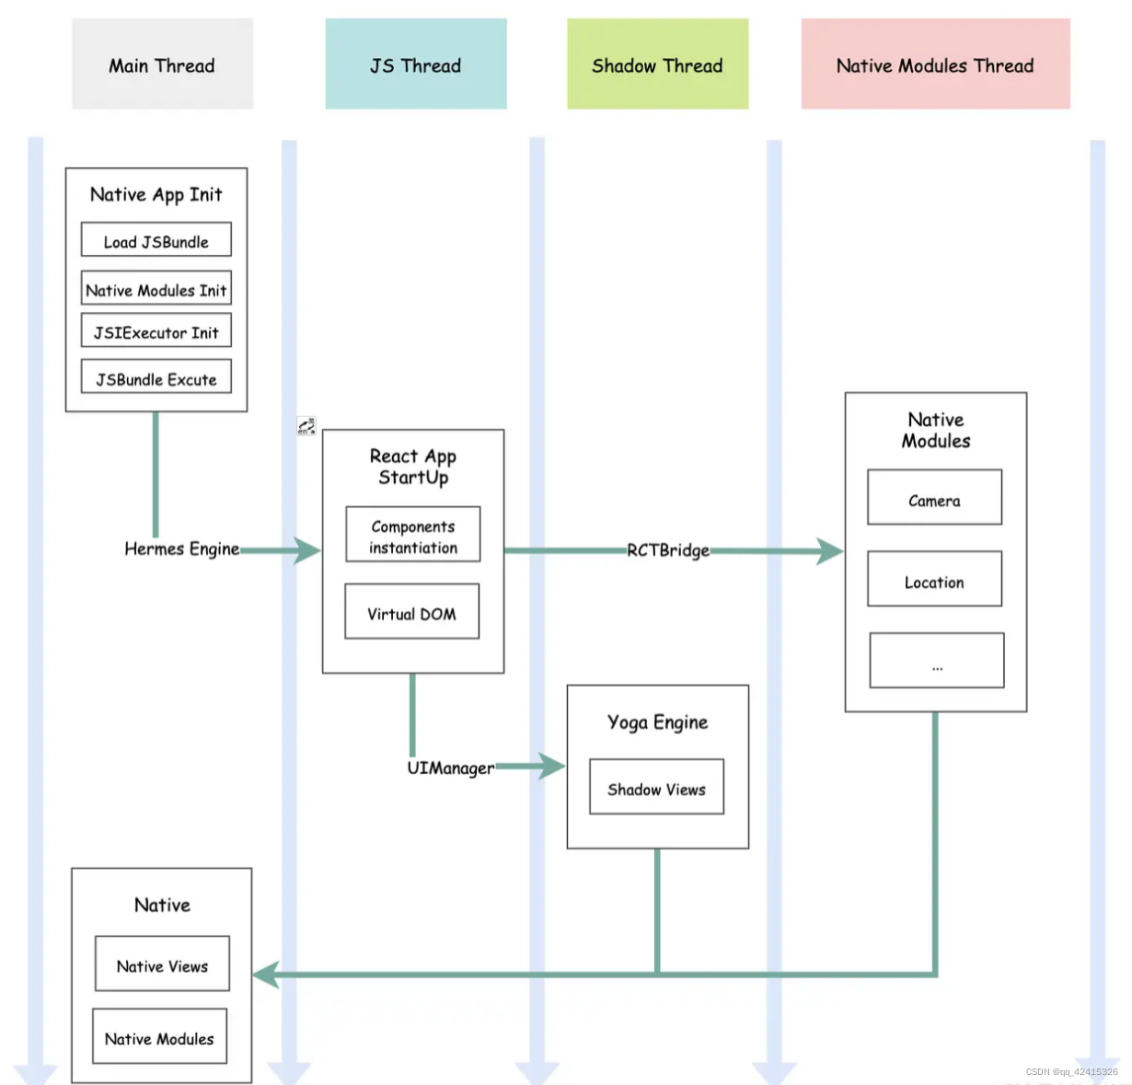 Main Thread
JS Thread
Shadow Thread
Native Modules Thread
Native App Init
Load JSBundle
Native Modules Init
JSIExecutor Init
JSBundle Excute
Hermes Engine
React App
StartUp
Components
instantiation
Virtual DOM
RCTBridge
Native
Modules
Camera
Location
...
UIManager
Yoga Engine
Shadow Views
Native
Native Views
Native Modules
CSDN @qq_42415326